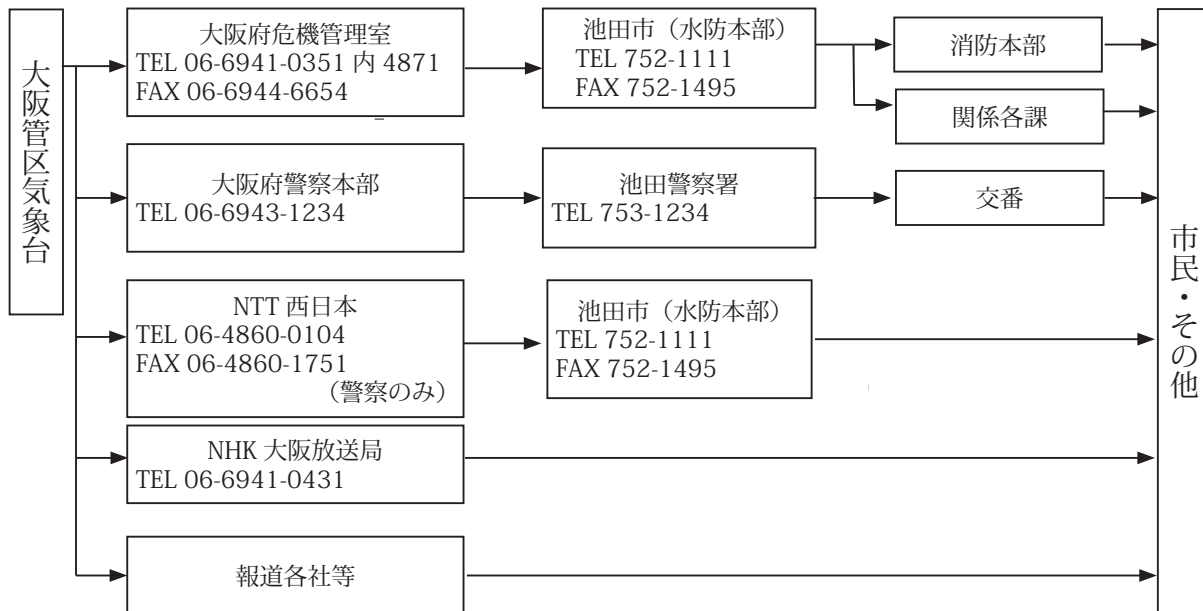 大阪管区気象台
大阪府危機管理室
TEL 06-6941-0351 内 4871
FAX 06-6944-6654
池田市（水防本部）
TEL 752-1111
FAX 752-1495
消防本部
関係各課
大阪府警察本部
TEL 06-6943-1234
池田警察署
TEL 753-1234
交番
NTT 西日本
TEL 06-4860-0104
FAX 06-4860-1751
（警察のみ）
池田市（水防本部）
TEL 752-1111
FAX 752-1495
NHK 大阪放送局
TEL 06-6941-0431
報道各社等
市民・その他